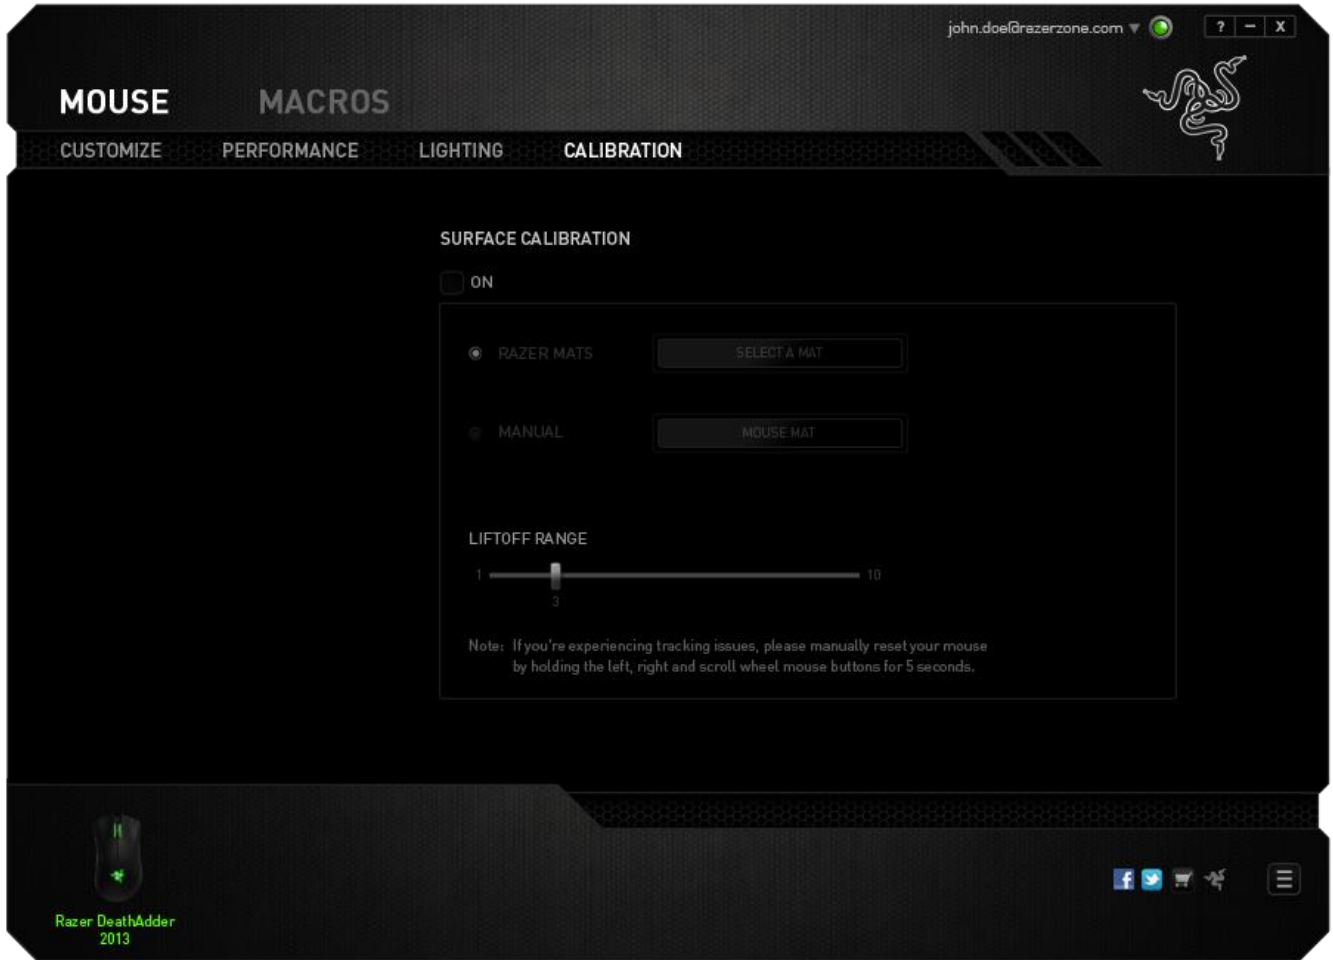 john.doe@razerzone.com
? – X
MOUSE MACROS
CUSTOMIZE PERFORMANCE LIGHTING CALIBRATION
SURFACE CALIBRATION
ON
RAZER MATS SELECT A MAT
MANUAL MOUSE MAT
LIFTOFF RANGE
1 10
3
Note: If you're experiencing tracking issues, please manually reset your mouse
by holding the left, right and scroll wheel mouse buttons for 5 seconds.
Razer DeathAdder
2013